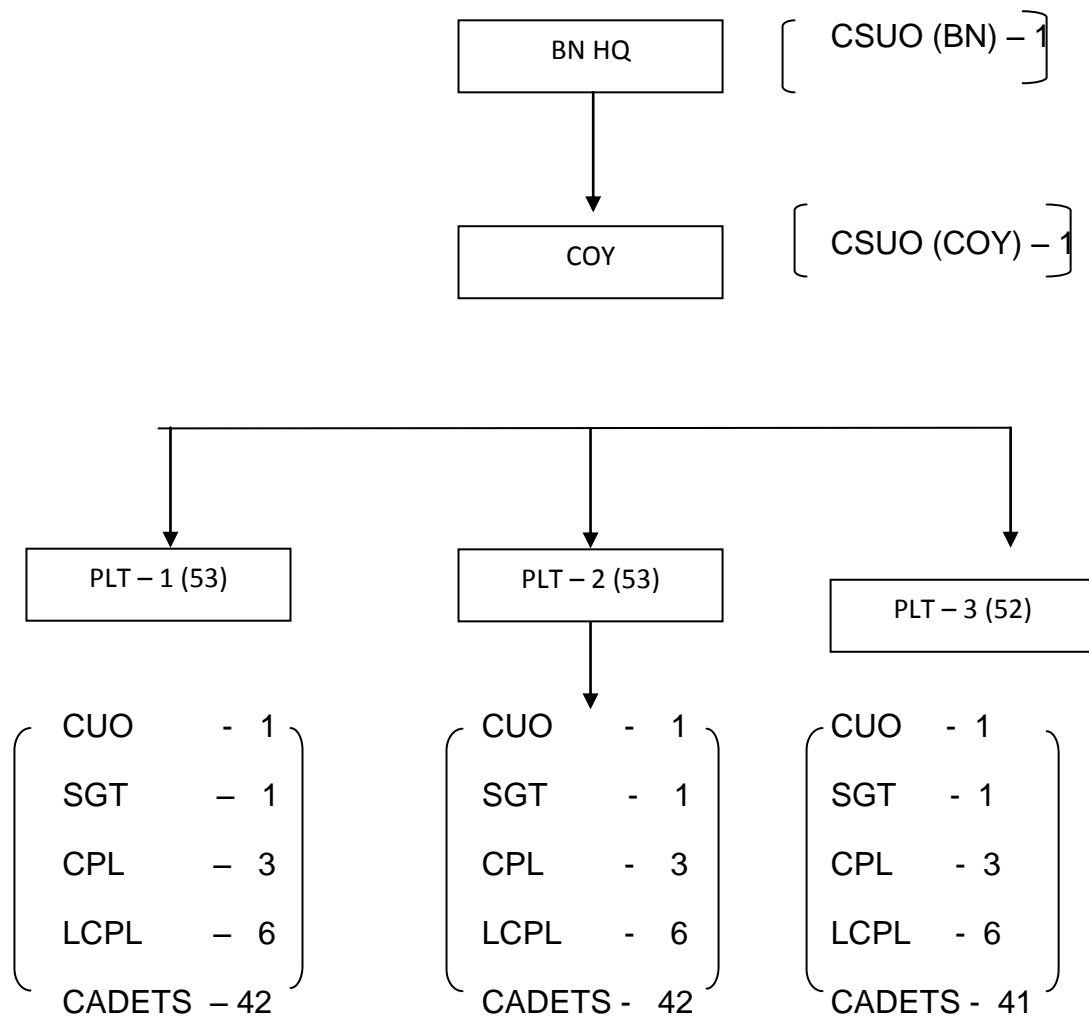 BN HQ
CSUO (BN) – 1
COY
CSUO (COY) – 1
PLT – 1 (53)
PLT – 2 (53)
PLT – 3 (52)
CUO - 1
SGT – 1
CPL – 3
LCPL – 6
CADETS – 42
CUO - 1
SGT - 1
CPL - 3
LCPL - 6
CADETS - 42
CUO - 1
SGT - 1
CPL - 3
LCPL - 6
CADETS - 41